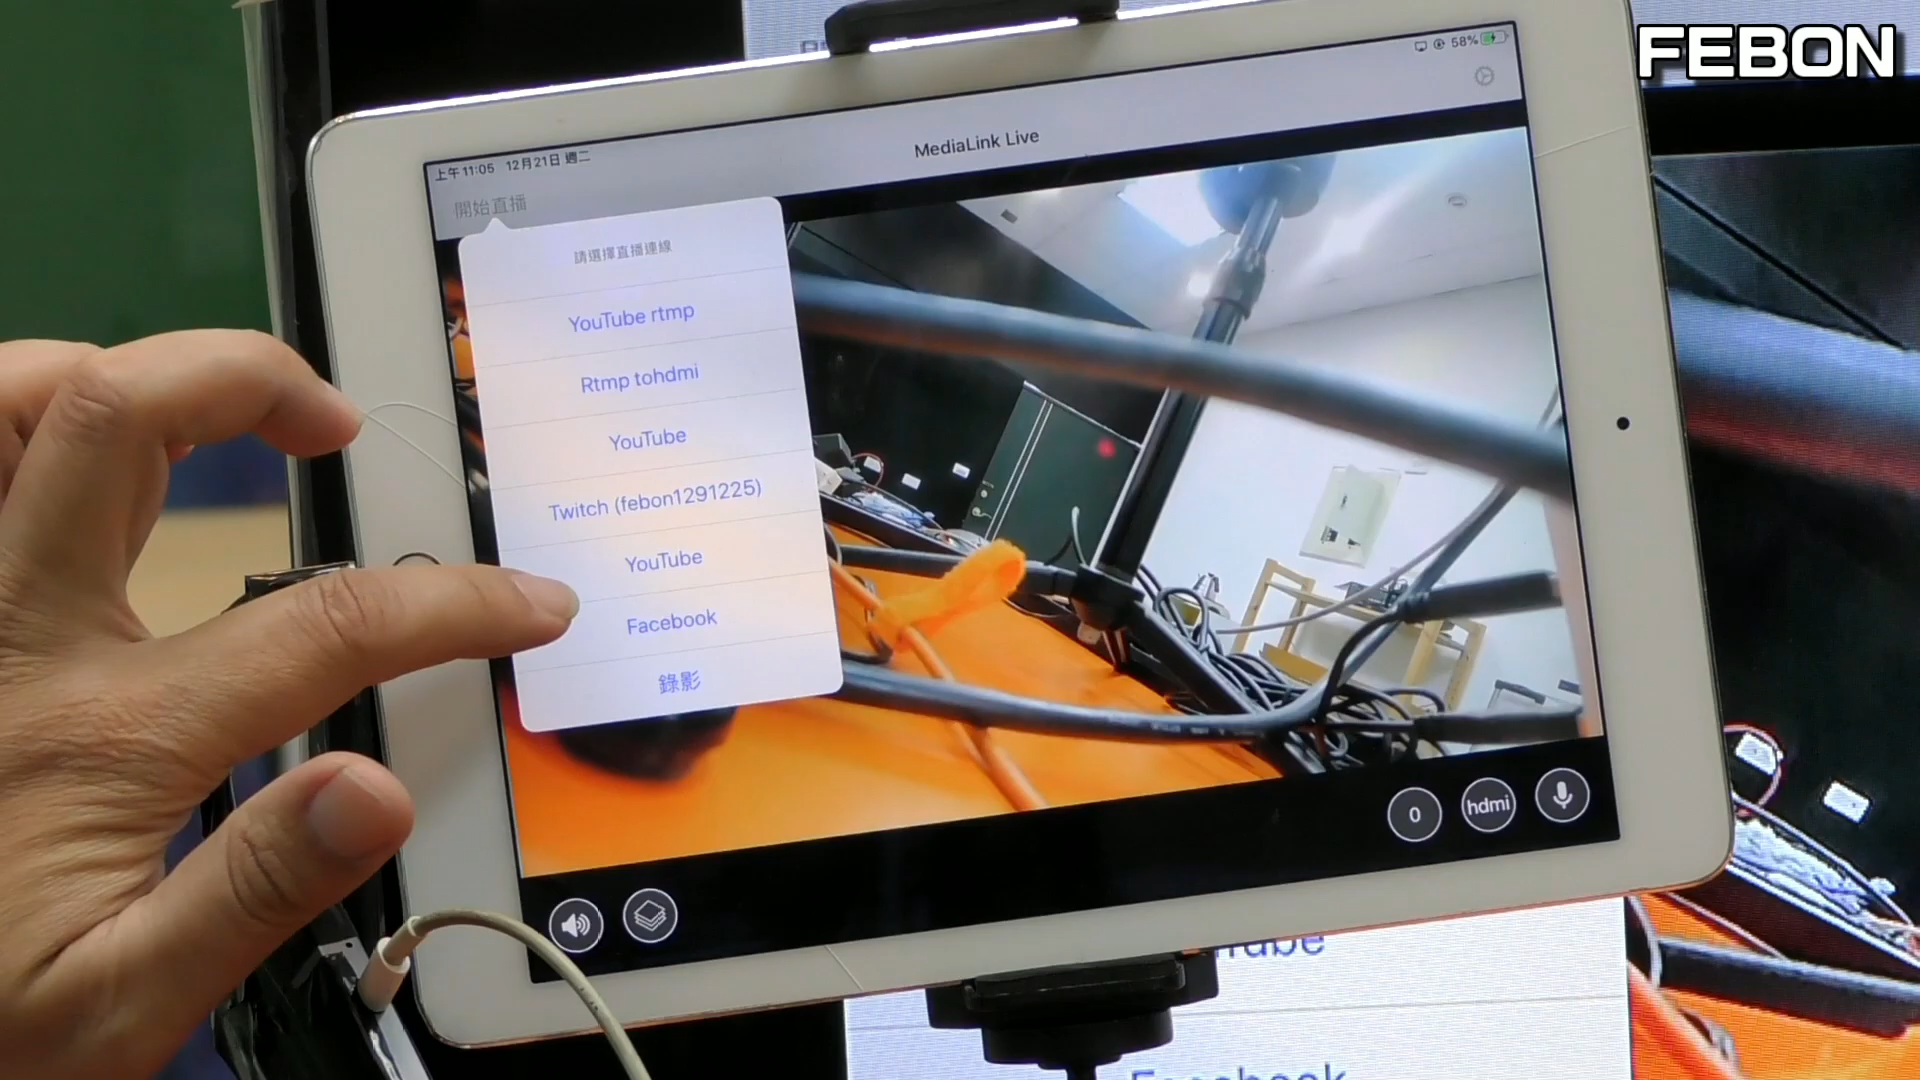 FEBON
上午11:05 12月21日 週二
58%
MediaLink Live
開始直播
請選擇直播連線
YouTube rtmp
Rtmp tohdmi
YouTube
Twitch (febon1291225)
YouTube
Facebook
錄影
0
hdmi
Facebook